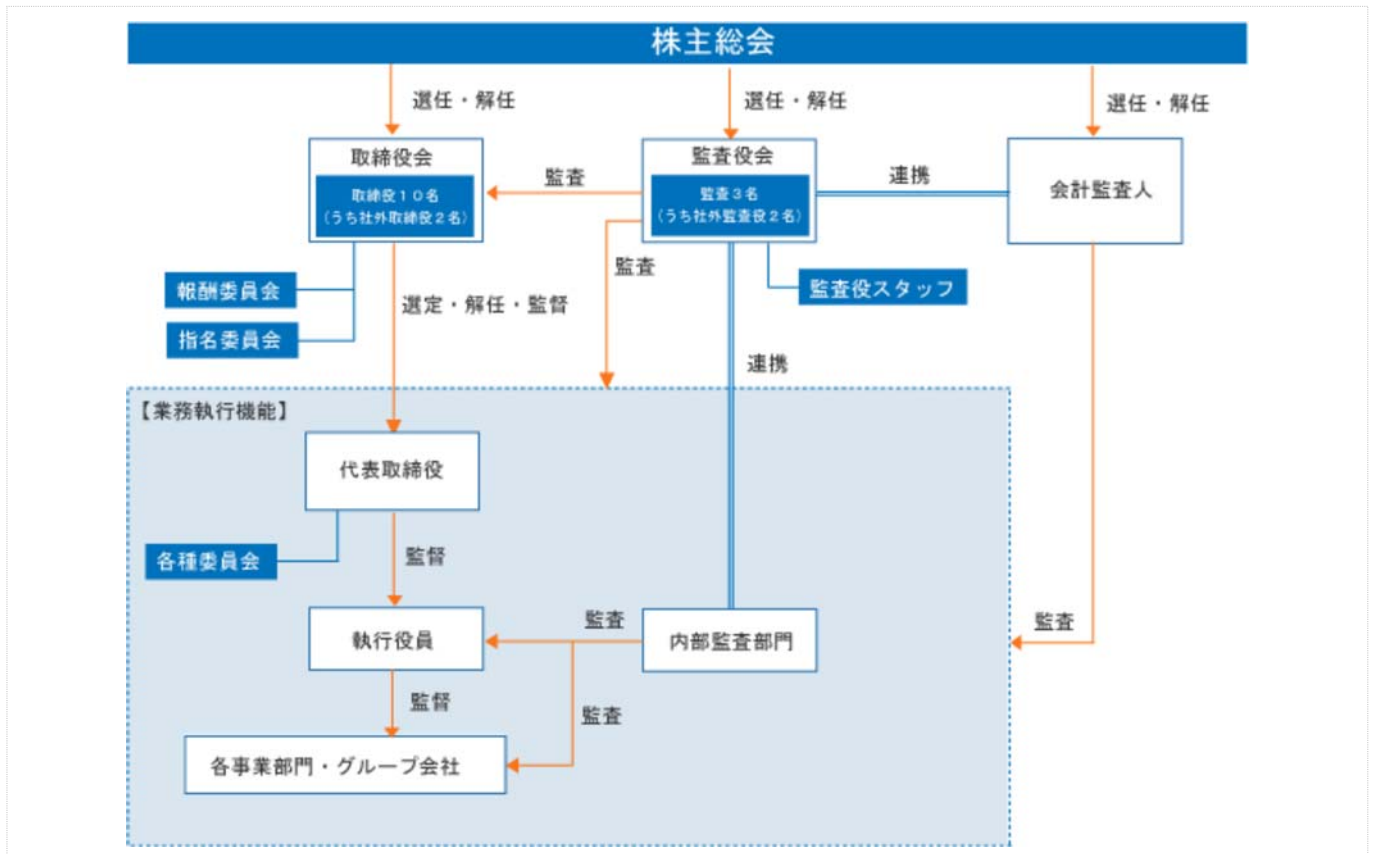 株主総会
選任・解任
選任・解任
選任・解任
取締役会
取締役１０名
（うち社外取締役２名）
監査
監査役会
監査３名
（うち社外監査役２名）
連携
会計監査人
監査
報酬委員会
指名委員会
選定・解任・監督
監査役スタッフ
連携
【業務執行機能】
代表取締役
各種委員会
監督
執行役員
監査
内部監査部門
監査
監督
監査
各事業部門・グループ会社